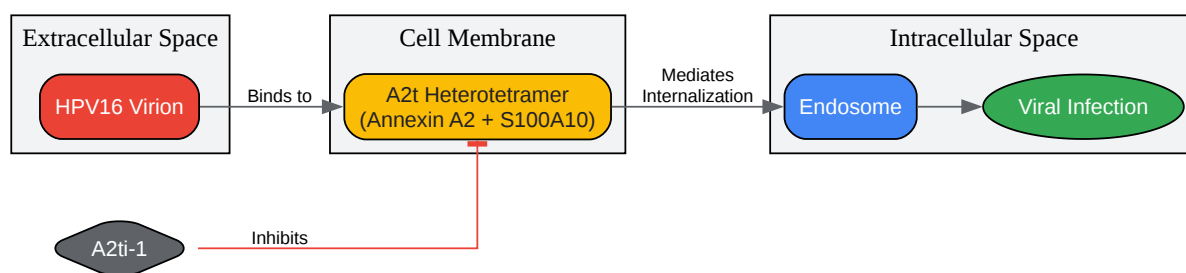 Extracellular Space
Cell Membrane
Intracellular Space
HPV16 Virion
Binds to
A2t Heterotetramer
(Annexin A2 + S100A10)
Mediates
Internalization
Endosome
Viral Infection
A2ti-1
Inhibits